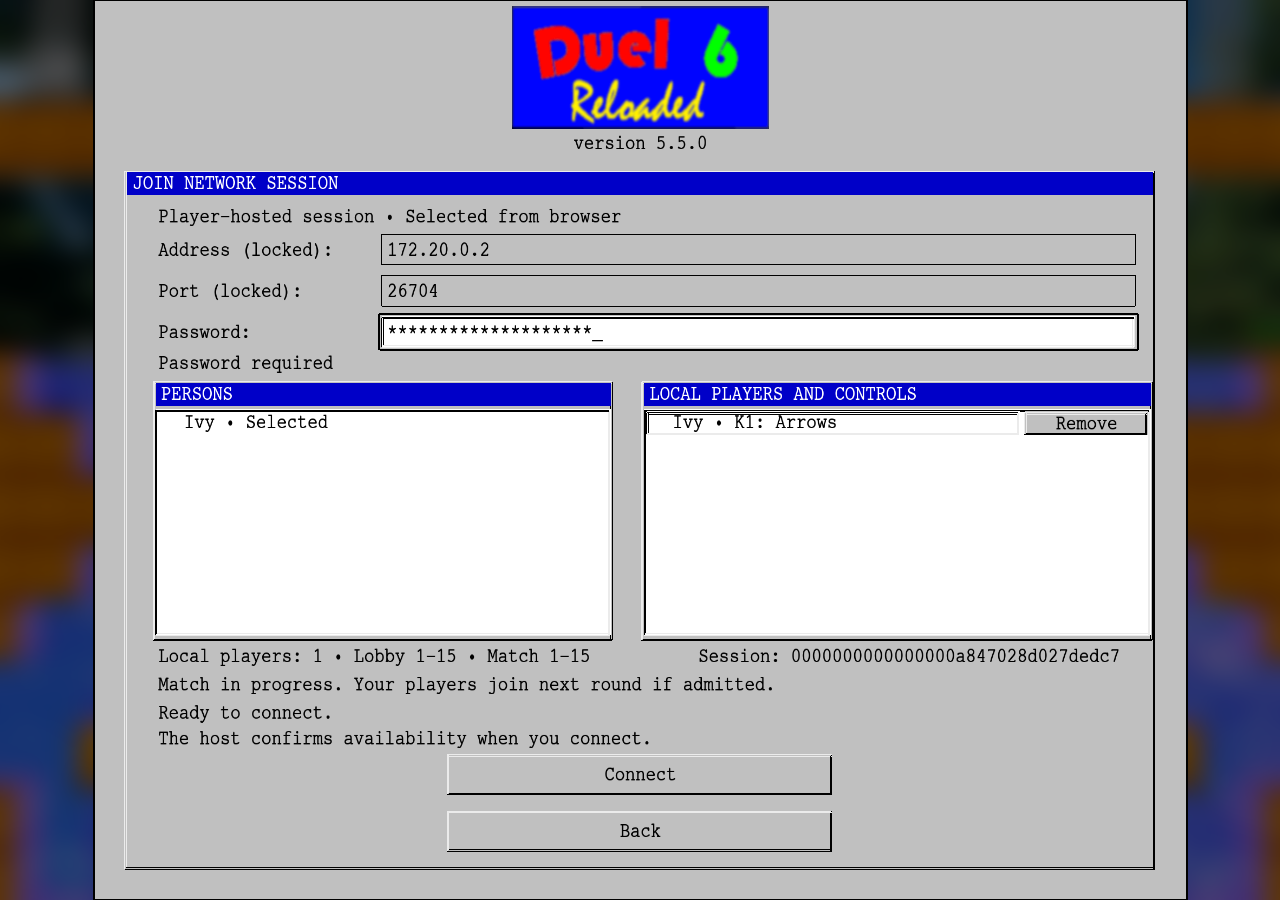 Duel 6
Reloaded
version 5.5.0
JOIN NETWORK SESSION
Player-hosted session • Selected from browser
Address (locked): 172.20.0.2
Port (locked): 26704
Password: ********************_
Password required
PERSONS
Ivy • Selected
LOCAL PLAYERS AND CONTROLS
Ivy • K1: Arrows Remove
Local players: 1 • Lobby 1-15 • Match 1-15 Session: 0000000000000000a847028d027dedc7
Match in progress. Your players join next round if admitted.
Ready to connect.
The host confirms availability when you connect.
Connect
Back